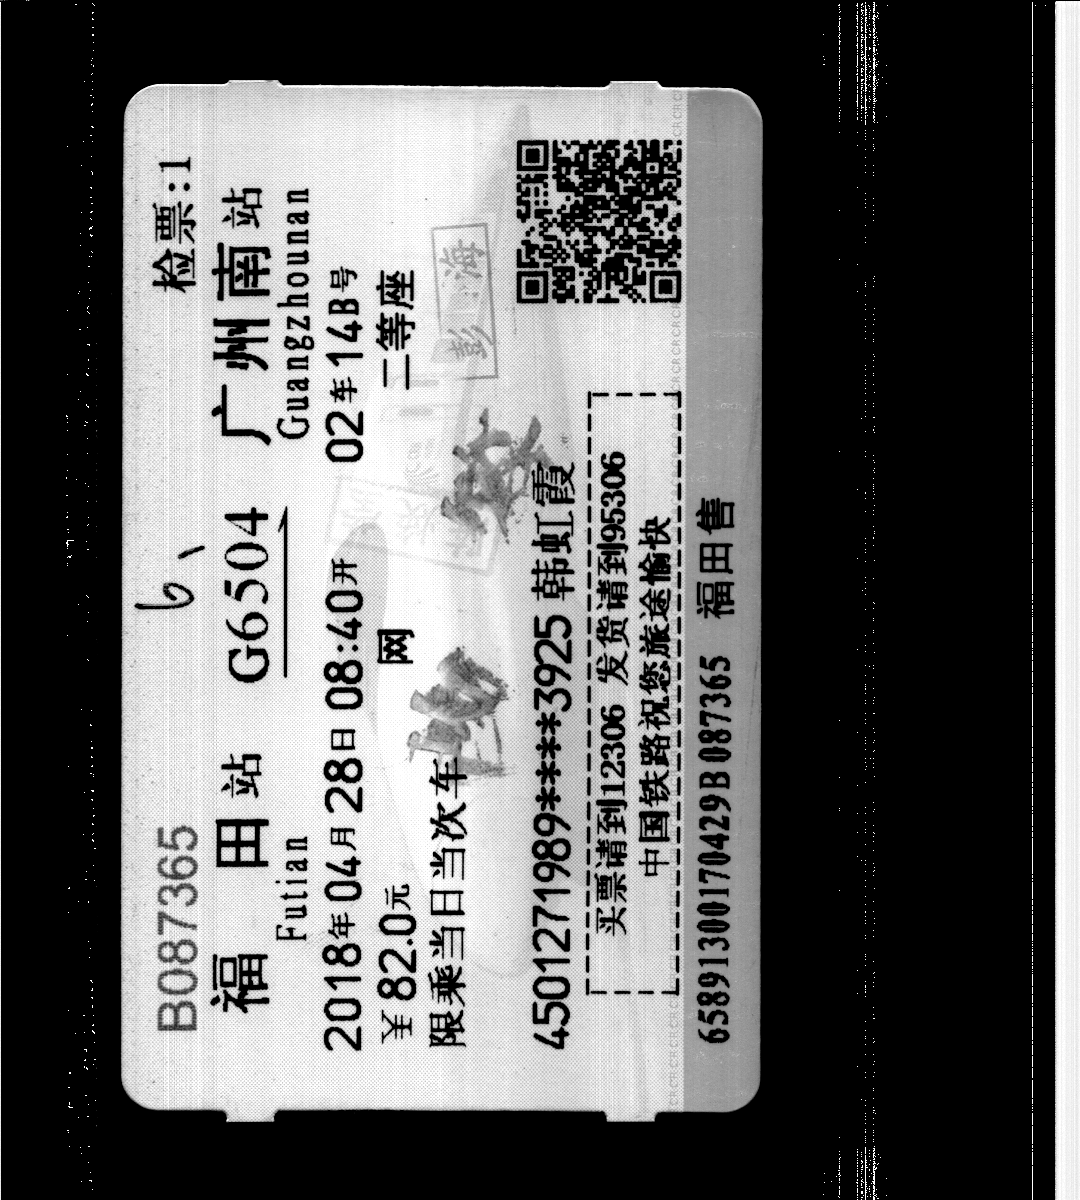 B087365 检票:1
6、
福田站 G6504 广州南站
Futian Guangzhounan
2018年04月28日 08:40开 02车14B号
¥82.0元 网 二等座
限乘当日当次车
4501271989****3925 韩虹霞
买票请到12306 发货请到95306
中国铁路祝您旅途愉快
65891300170429B087365 福田售